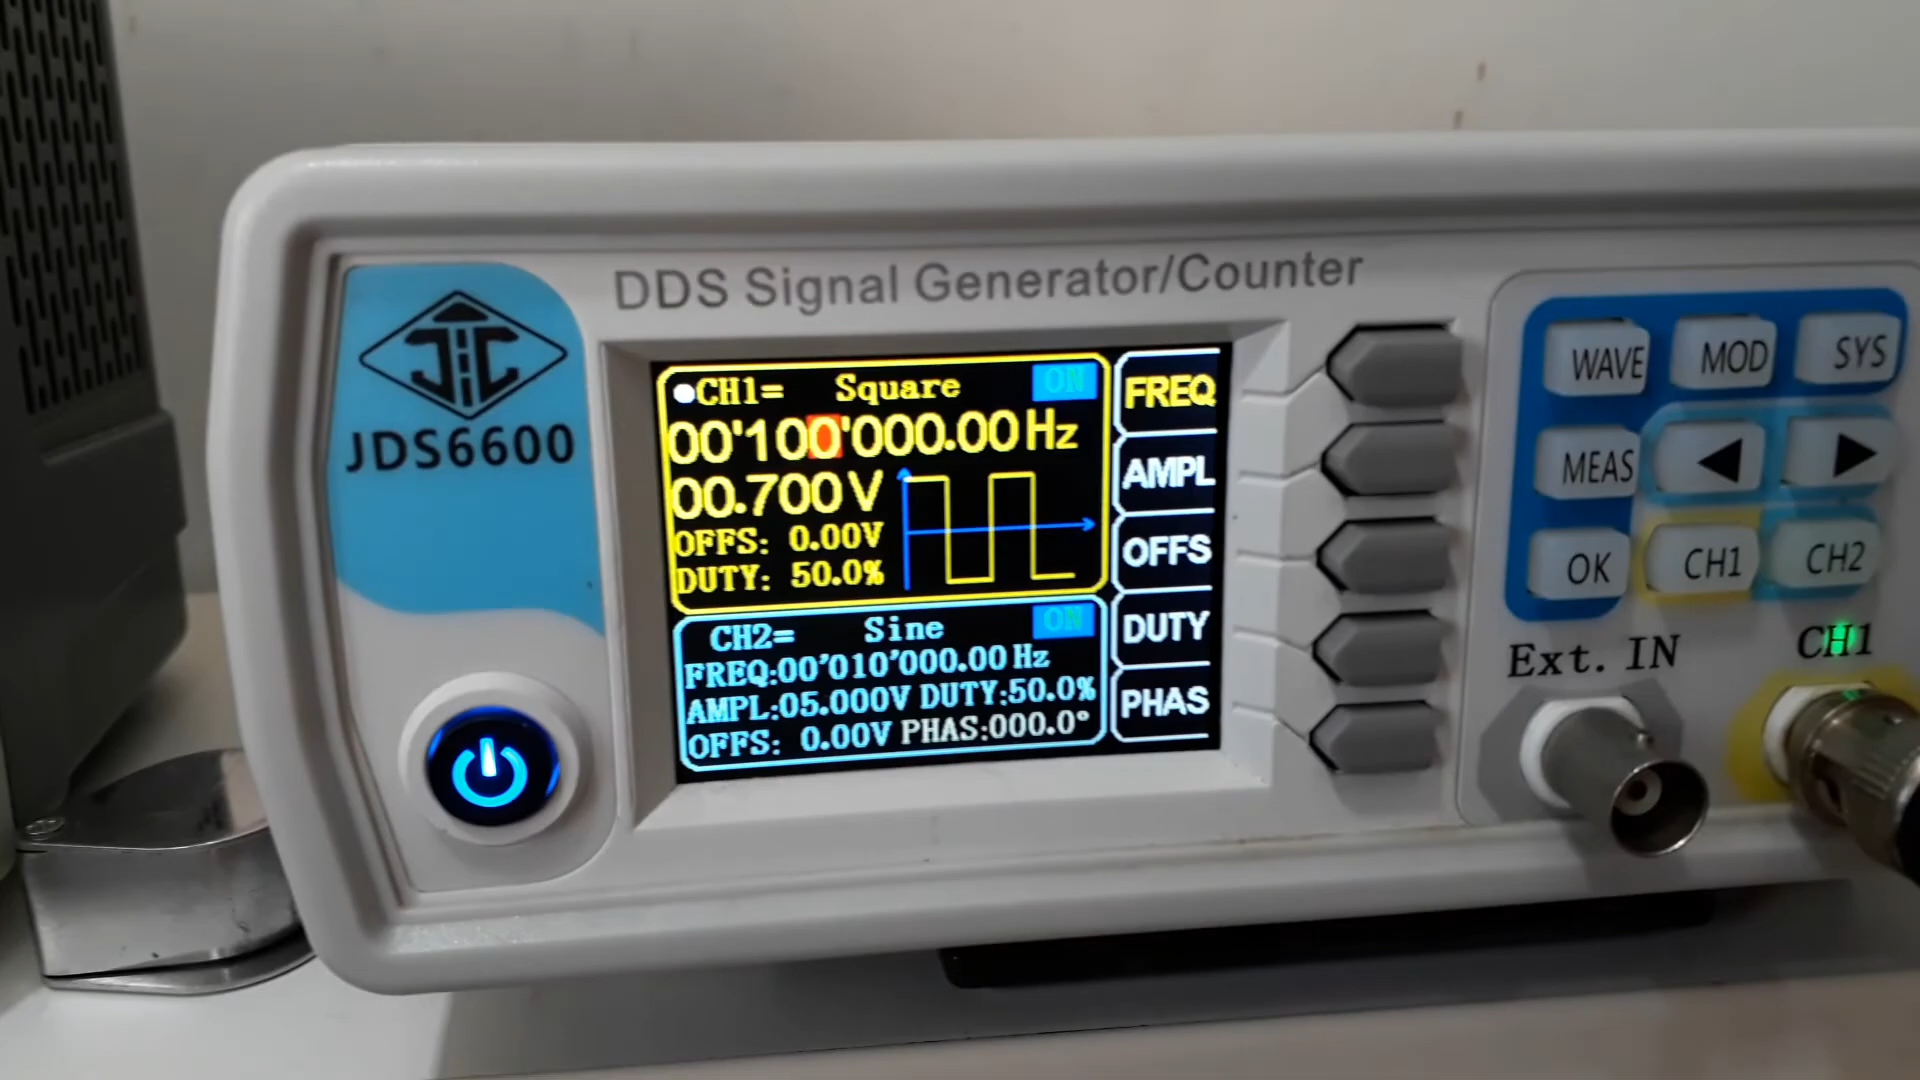 DDS Signal Generator/Counter
JJC
JDS6600
CH1= Square ON
00'100'000.00 Hz
00.700 V
OFFS: 0.00V
DUTY: 50.0%
CH2= Sine ON
FREQ:00'010'000.00 Hz
AMPL:05.000V DUTY:50.0%
OFFS: 0.00V PHAS:000.0°
FREQ
AMPL
OFFS
DUTY
PHAS
WAVE MOD SYS
MEAS ◀ ▶
OK CH1 CH2
Ext. IN CH1